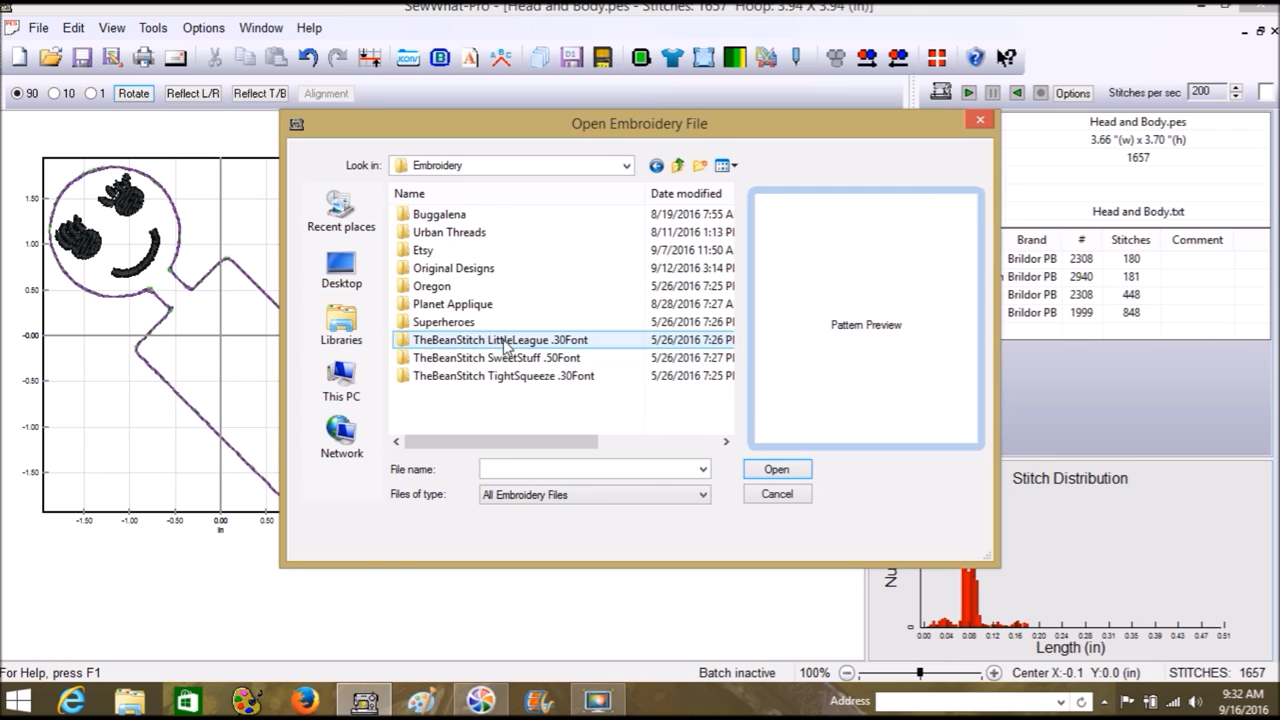 SewWhat-Pro - [Head and Body.pes - Stitches: 1657 Hoop: 3.94 X 3.94 (in)]
File Edit View Tools Options Window Help
90 10 1 Rotate Reflect L/R Reflect T/B Alignment
Options Stitches per sec 200
Open Embroidery File
Look in: Embroidery
Recent places
Desktop
Libraries
This PC
Network
Name Date modified
Buggalena 8/19/2016 7:55 A
Urban Threads 8/11/2016 1:13 P
Etsy 9/7/2016 11:50 A
Original Designs 9/12/2016 3:14 P
Oregon 5/26/2016 7:25 P
Planet Applique 8/28/2016 7:27 A
Superheroes 5/26/2016 7:26 P
TheBeanStitch LittleLeague .30Font 5/26/2016 7:26 P
TheBeanStitch SweetStuff .50Font 5/26/2016 7:27 P
TheBeanStitch TightSqueeze .30Font 5/26/2016 7:25 P
Pattern Preview
File name:
Open
Files of type: All Embroidery Files
Cancel
1.50
1.00
0.50
-0.00
-0.50
-1.00
-1.50
-1.50 -1.00 -0.50 0.00 0.50
in
Head and Body.pes
3.66 "(w) x 3.70 "(h)
1657
Head and Body.txt
Brand # Stitches Comment
Brildor PB 2308 180
Brildor PB 2940 181
Brildor PB 2308 448
Brildor PB 1999 848
Stitch Distribution
0
0.00 0.04 0.08 0.12 0.16 0.20 0.24 0.28 0.31 0.35 0.39 0.43 0.47 0.51
Length (in)
For Help, press F1
Batch inactive 100% Center X:-0.1 Y:0.0 (in) STITCHES: 1657
Address
9:32 AM
9/16/2016